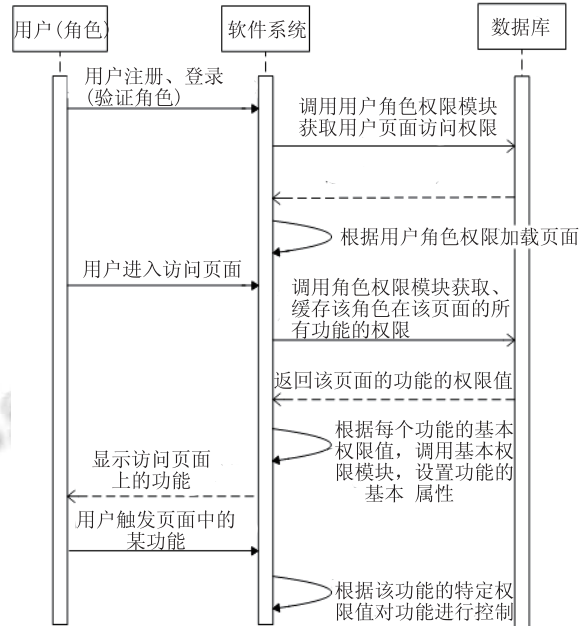 用户(角色)
软件系统
数据库
用户注册、登录
(验证角色)
调用用户角色权限模块
获取用户页面访问权限
根据用户角色权限加载页面
用户进入访问页面
调用角色权限模块获取、
缓存该角色在该页面的所
有功能的权限
返回该页面的功能的权限值
根据每个功能的基本
权限值，调用基本权
限模块，设置功能的
基本 属性
显示访问页面
上的功能
用户触发页面中的
某功能
根据该功能的特定权
限值对功能进行控制